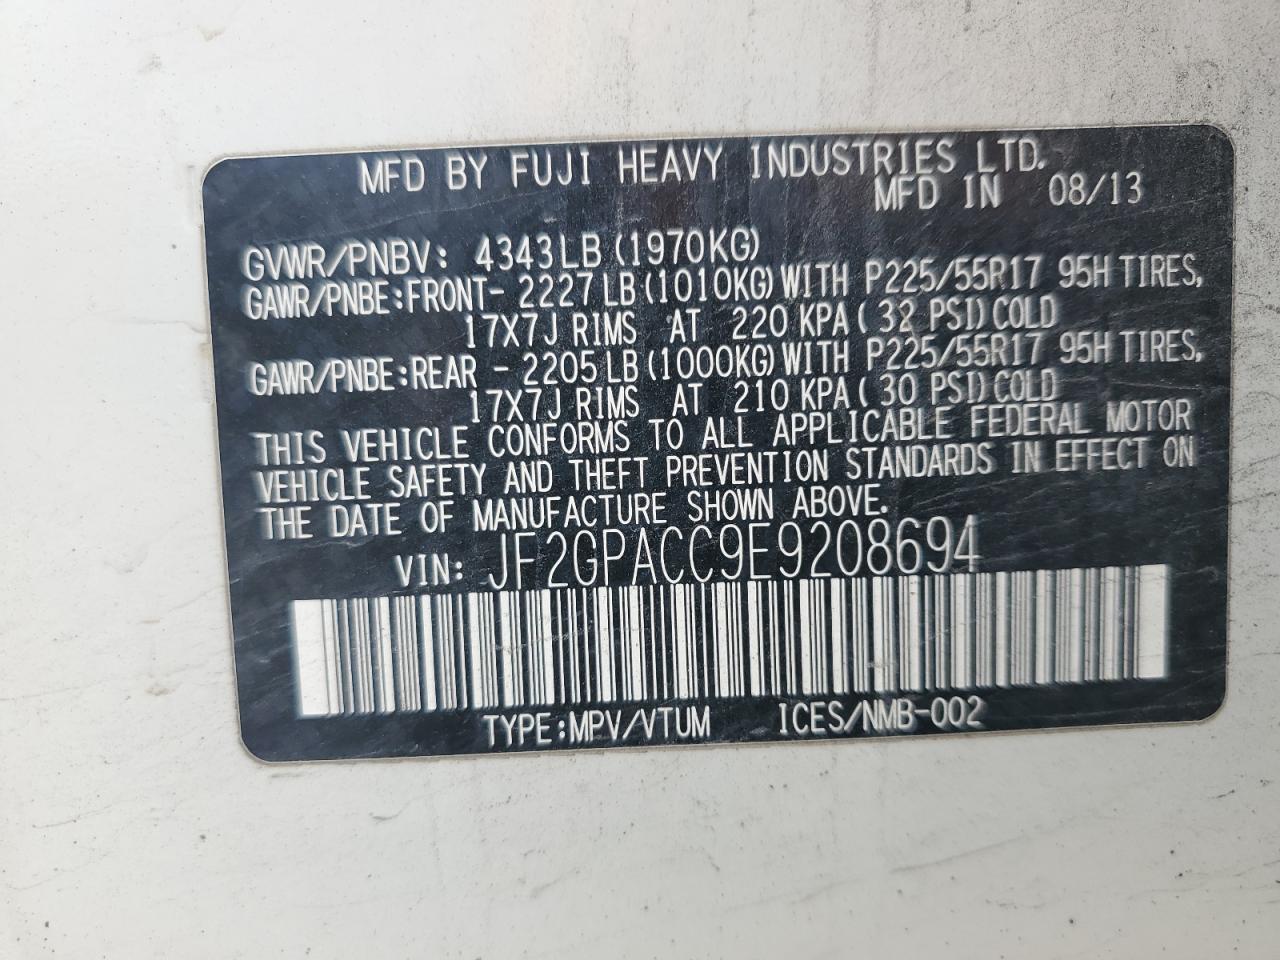 MFD BY FUJI HEAVY INDUSTRIES LTD.
MFD IN 08/13
GVWR/PNBV: 4343LB (1970KG)
GAWR/PNBE:FRONT- 2227LB(1010KG)WITH P225/55R17 95H TIRES,
17X7J RIMS AT 220 KPA( 32 PSI)COLD
GAWR/PNBE:REAR - 2205LB(1000KG)WITH P225/55R17 95H TIRES,
17X7J RIMS AT 210 KPA( 30 PSI)COLD
THIS VEHICLE CONFORMS TO ALL APPLICABLE FEDERAL MOTOR
VEHICLE SAFETY AND THEFT PREVENTION STANDARDS IN EFFECT ON
THE DATE OF MANUFACTURE SHOWN ABOVE.
VIN: JF2GPACC9E9208694
TYPE:MPV/VTUM ICES/NMB-002